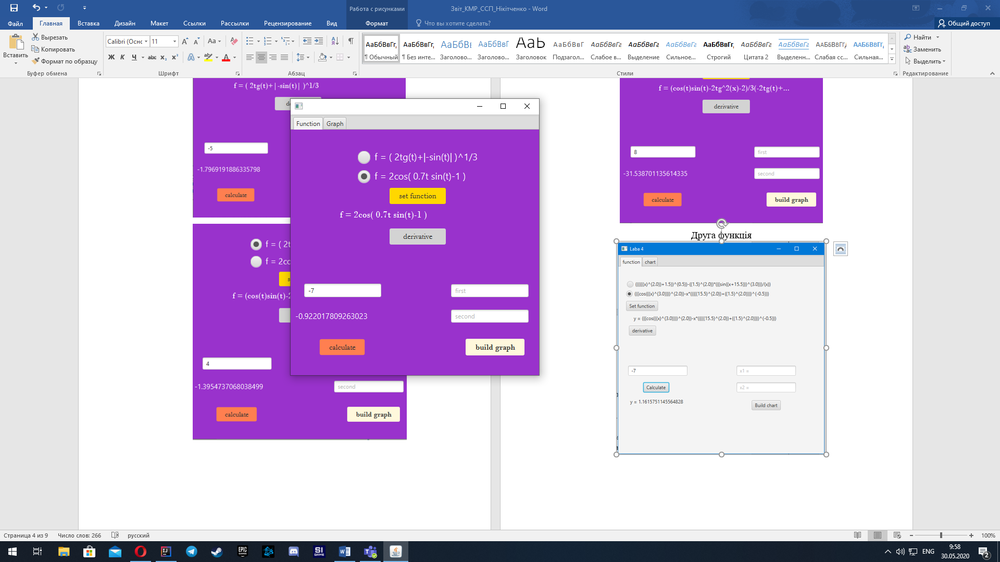 Работа с рисунками
Звіт_КМР_ССП_Нікітченко - Word
Файл
Главная
Вставка
Дизайн
Макет
Ссылки
Рассылки
Рецензирование
Вид
Формат
Что вы хотите сделать?
Общий доступ
Вставить
Вырезать
Копировать
Формат по образцу
Буфер обмена
Calibri (Оснс
11
Aa
Ж К Ч abc x₂ x²
Шрифт
Абзац
АаБбВвГг,
¶ Обычный
АаБбВвГг,
¶ Без инте...
АаБбВı
Заголово...
АаБбВвГ
Заголово...
Aab
Заголовок
АаБбВвГ
Подзагол...
АаБбВвГг
Слабое в...
АаБбВвГг
Выделение
АаБбВвГг
Сильное...
АаБбВвГг,
Строгий
АаБбВвГг
Цитата 2
АаБбВвГг
Выделенн...
АаБбВвГг,
Слабая сс...
АаБбВвГг,
Сильная...
Стили
Найти
Заменить
Выделить
Редактирование
f = ( 2tg(t)+|-sin(t)| )^1/3
-5
-1.7969191886335798
calculate
f = ( 2t
f = 2co
f = (cos(t)sin(t)-2
4
-1.3954737068038499
second
calculate
build graph
Function
Graph
f = ( 2tg(t)+|-sin(t)| )^1/3
f = 2cos( 0.7t sin(t)-1 )
set function
f = 2cos( 0.7t sin(t)-1 )
derivative
-7
first
-0.922017809263023
second
calculate
build graph
f = (cos(t)sin(t)-2tg^2(x)-2)/3(-2tg(t)+...
derivative
8
first
-31.538701135614335
second
calculate
build graph
Друга функція
Laba 4
function
chart
((((((x)^(2.0))+1.5))^(0.5))-((1.5)^(2.0))*(((sin((x+15.5)))^(3.0)))/(x))
(((cos(((x)^(3.0))))^(2.0))-x*(((((15.5)^(2.0))+((1.5)^(2.0))))^(-0.5)))
Set function
y = (((cos(((x)^(3.0))))^(2.0))-x*(((((15.5)^(2.0))+((1.5)^(2.0))))^(-0.5)))
derivative
-7
x1 =
Calculate
x2 =
y = 1.1615751145564828
Build chart
Страница 4 из 9
Число слов: 266
русский
100%
IJ
EPIC GAMES
SI GAME
ENG
9:58
30.05.2020
2